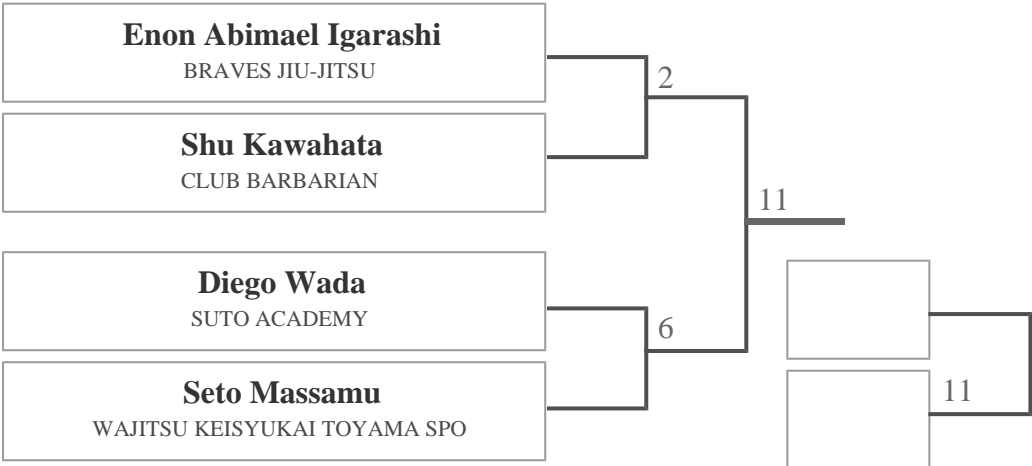 Enon Abimael Igarashi
BRAVES JIU-JITSU
2
Shu Kawahata
CLUB BARBARIAN
11
Diego Wada
SUTO ACADEMY
6
Seto Massamu
WAJITSU KEISYUKAI TOYAMA SPO
11